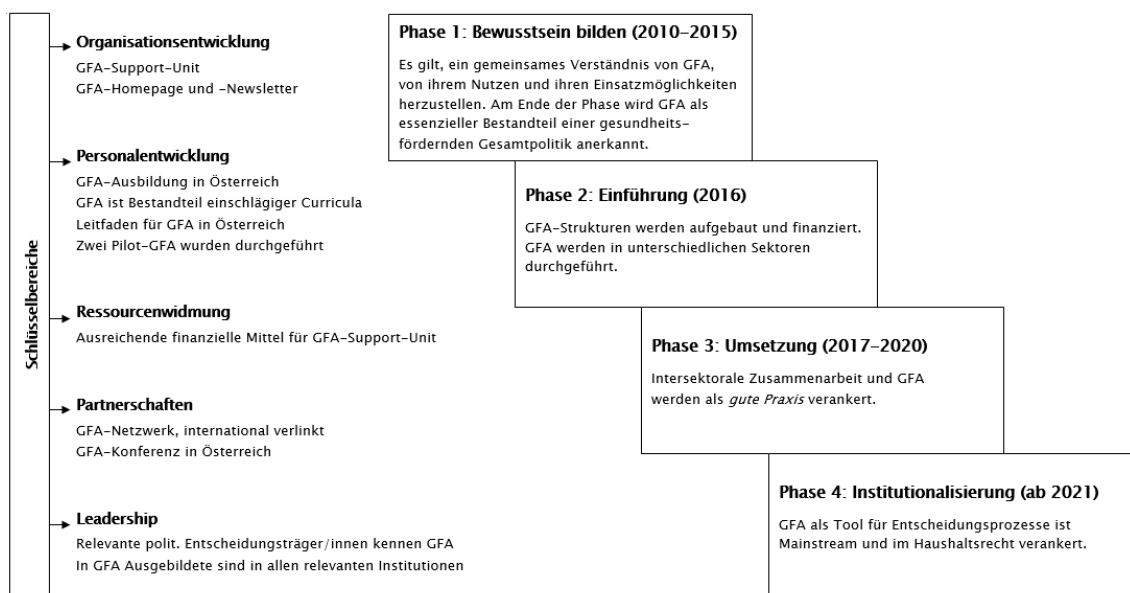 Schlüsselbereiche
Organisationsentwicklung
GFA-Support-Unit
GFA-Homepage und -Newsletter
Personalentwicklung
GFA-Ausbildung in Österreich
GFA ist Bestandteil einschlägiger Curricula
Leitfaden für GFA in Österreich
Zwei Pilot-GFA wurden durchgeführt
Ressourcenwidmung
Ausreichende finanzielle Mittel für GFA-Support-Unit
Partnerschaften
GFA-Netzwerk, international verlinkt
GFA-Konferenz in Österreich
Leadership
Relevante polit. Entscheidungsträger/innen kennen GFA
In GFA Ausgebildete sind in allen relevanten Institutionen
Phase 1: Bewusstsein bilden (2010-2015)
Es gilt, ein gemeinsames Verständnis von GFA,
von ihrem Nutzen und ihren Einsatzmöglichkeiten
herzustellen. Am Ende der Phase wird GFA als
essenzieller Bestandteil einer gesundheits-
fördernden Gesamtpolitik anerkannt.
Phase 2: Einführung (2016)
GFA-Strukturen werden aufgebaut und finanziert.
GFA werden in unterschiedlichen Sektoren
durchgeführt.
Phase 3: Umsetzung (2017-2020)
Intersektorale Zusammenarbeit und GFA
werden als gute Praxis verankert.
Phase 4: Institutionalisierung (ab 2021)
GFA als Tool für Entscheidungsprozesse ist
Mainstream und im Haushaltsrecht verankert.